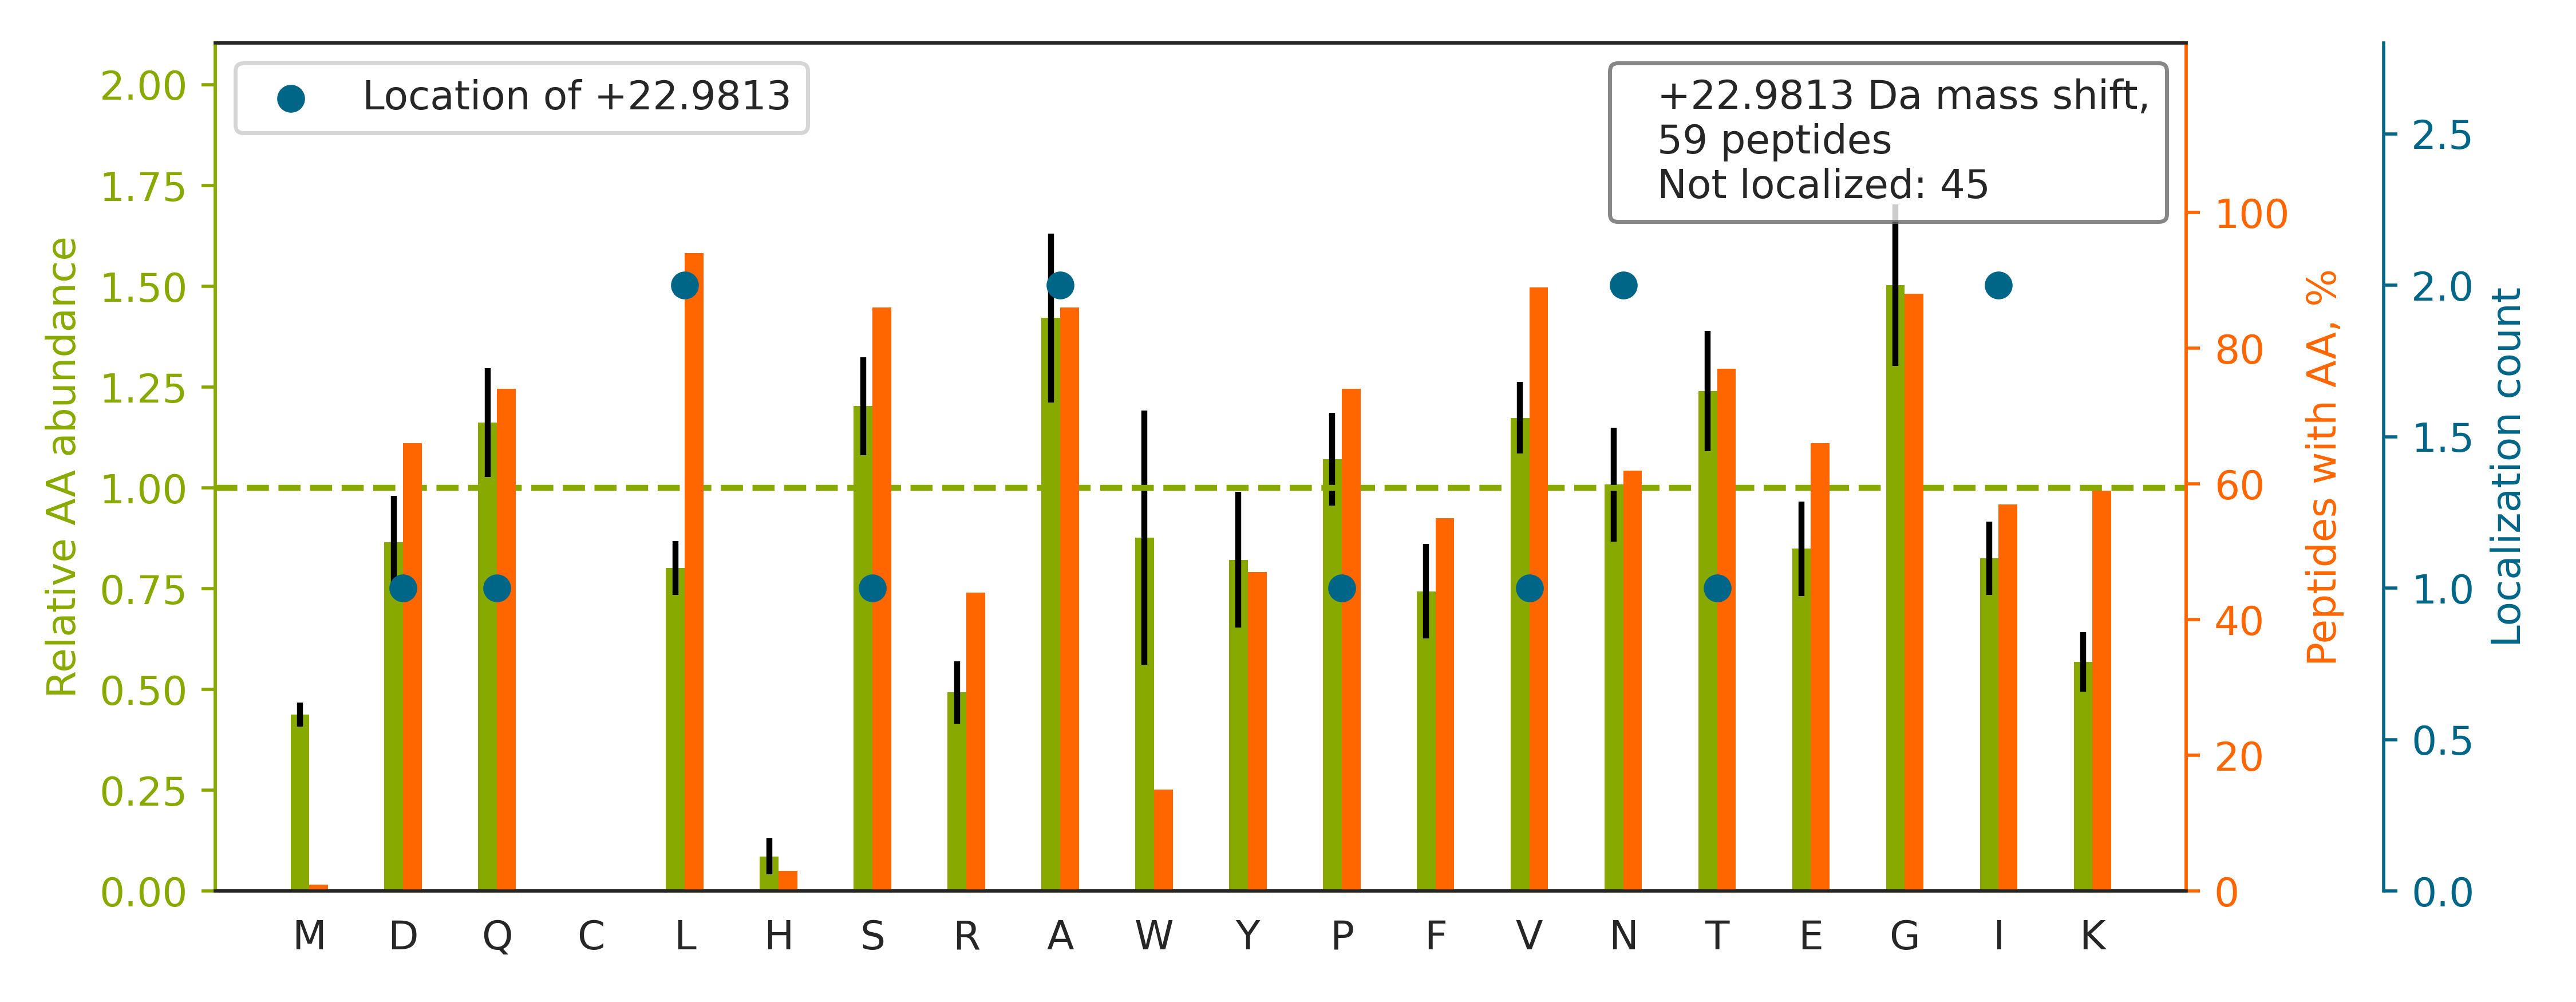 Location of +22.9813
+22.9813 Da mass shift,
59 peptides
Not localized: 45
Relative AA abundance
2.00
1.75
1.50
1.25
1.00
0.75
0.50
0.25
0.00
100
80
60
40
20
0
Peptides with AA, %
2.5
2.0
1.5
1.0
0.5
0.0
Localization count
M D Q C L H S R A W Y P F V N T E G I K